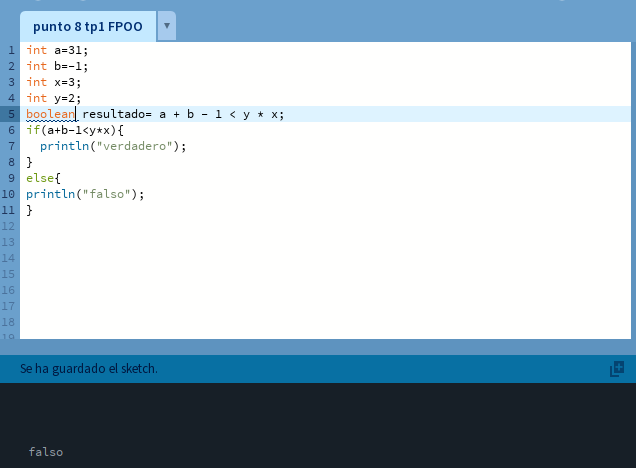 punto 8 tp1 FPOO ▼
1 int a=31;
2 int b=-1;
3 int x=3;
4 int y=2;
5 boolean resultado= a + b - 1 < y * x;
6 if(a+b-1<y*x){
7   println("verdadero");
8 }
9 else{
10 println("falso");
11 }
12
13
14
15
16
17
18
19
Se ha guardado el sketch.
falso